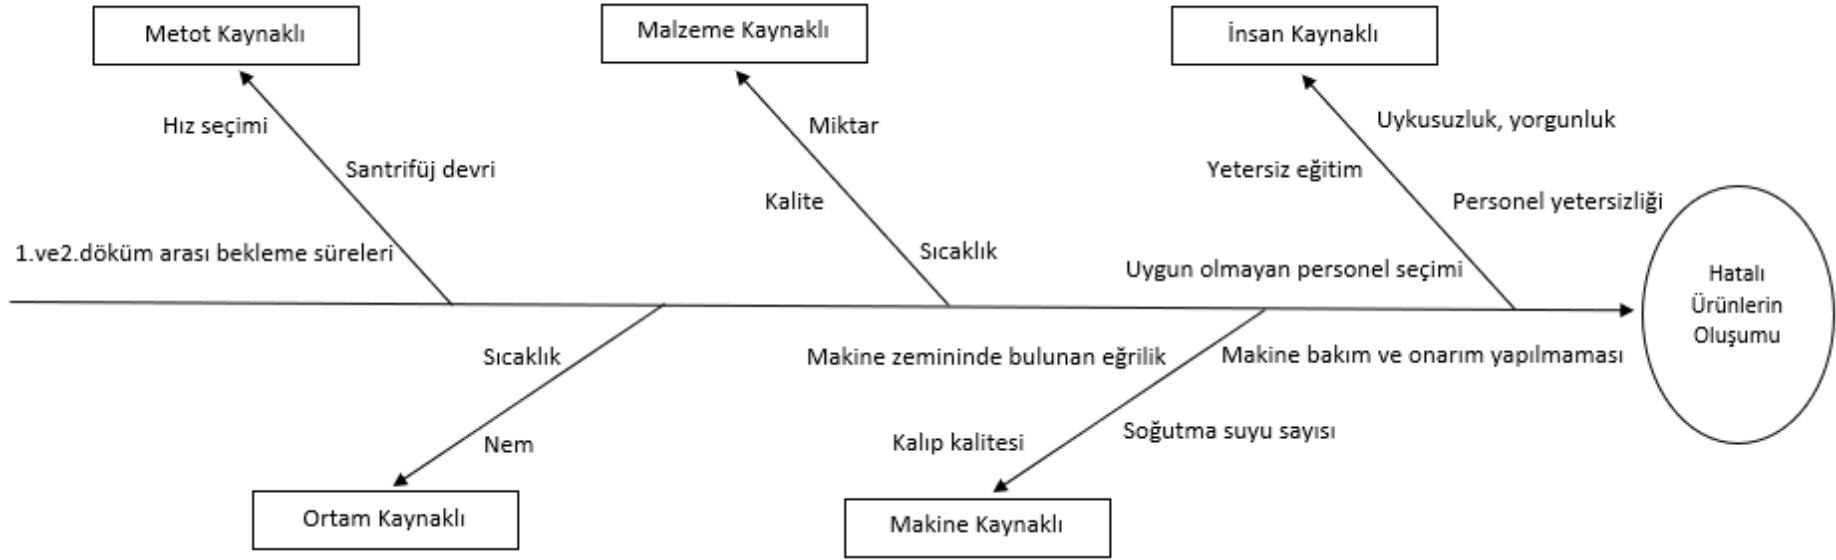 Metot Kaynaklı
Malzeme Kaynaklı
İnsan Kaynaklı
Hız seçimi
Santrifüj devri
1.ve2.döküm arası bekleme süreleri
Miktar
Kalite
Sıcaklık
Uykusuzluk, yorgunluk
Yetersiz eğitim
Personel yetersizliği
Uygun olmayan personel seçimi
Hatalı
Ürünlerin
Oluşumu
Sıcaklık
Nem
Makine zemininde bulunan eğrilik
Makine bakım ve onarım yapılmaması
Kalıp kalitesi
Soğutma suyu sayısı
Ortam Kaynaklı
Makine Kaynaklı